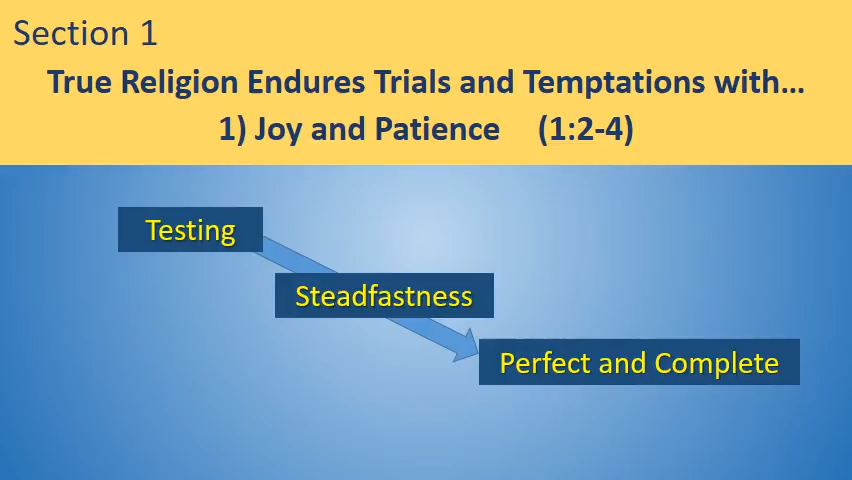 Section 1
True Religion Endures Trials and Temptations with...
1) Joy and Patience (1:2-4)
Testing
Steadfastness
Perfect and Complete